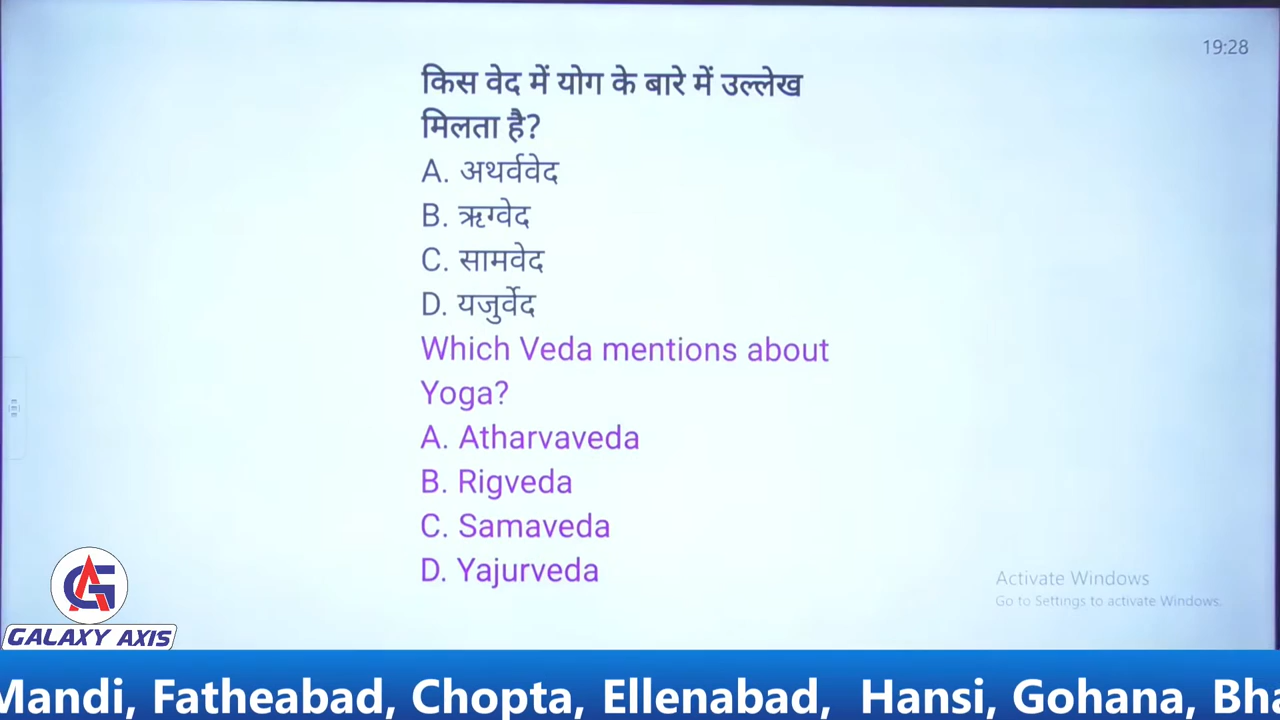 19:28
किस वेद में योग के बारे में उल्लेख
मिलता है?
A. अथर्ववेद
B. ऋग्वेद
C. सामवेद
D. यजुर्वेद
Which Veda mentions about
Yoga?
A. Atharvaveda
B. Rigveda
C. Samaveda
D. Yajurveda
Activate Windows
Go to Settings to activate Windows.
GALAXY AXIS
Mandi, Fatheabad, Chopta, Ellenabad, Hansi, Gohana, Bha